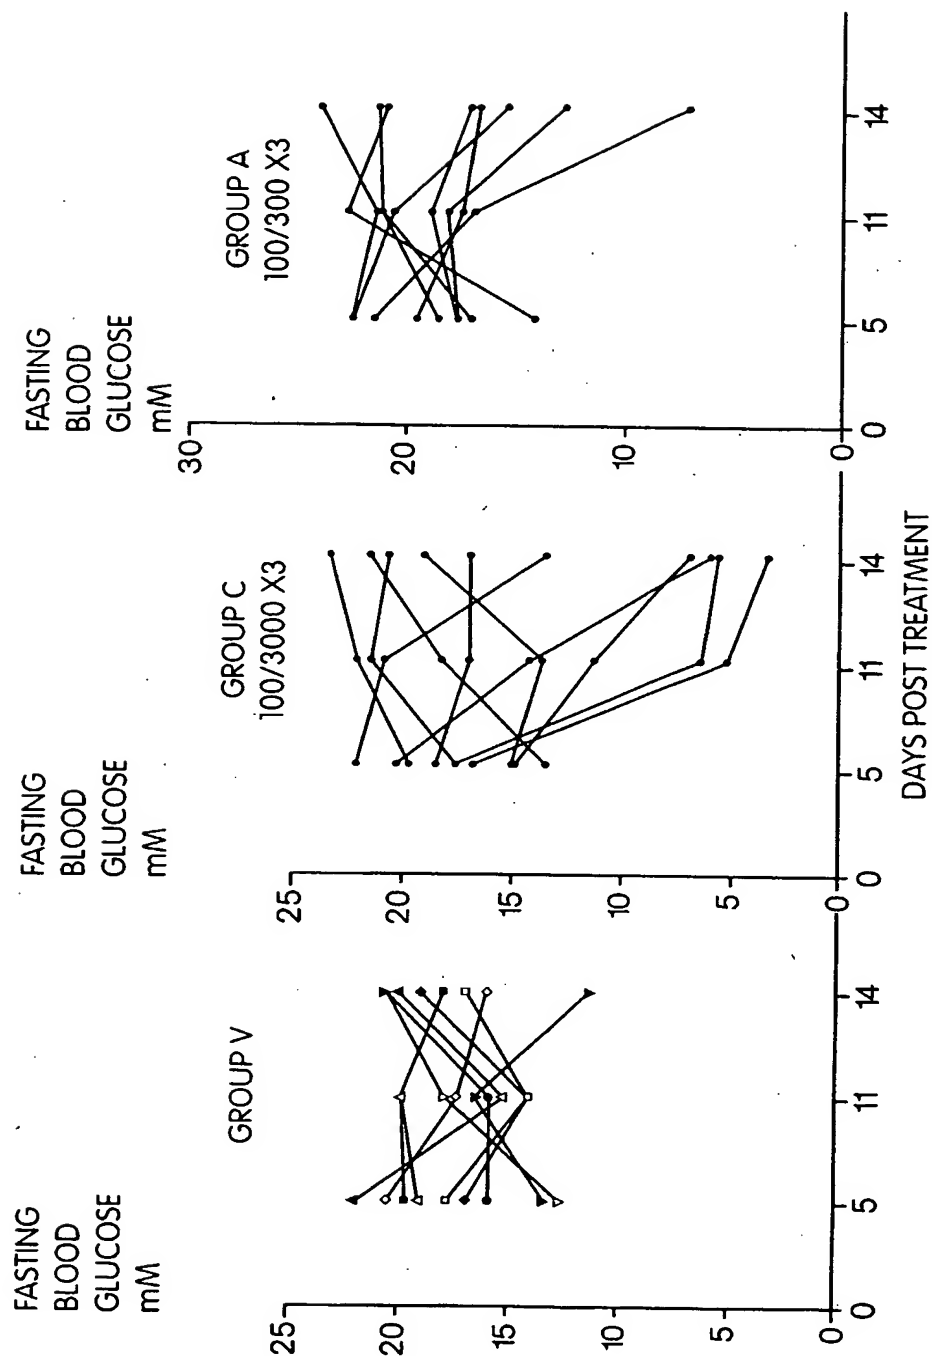 FASTING
BLOOD
GLUCOSE
mM
GROUP V
25
20
15
10
5
0
0 5 11 14
FASTING
BLOOD
GLUCOSE
mM
GROUP C
100/3000 X3
25
20
15
10
5
0
0 5 11 14
DAYS POST TREATMENT
FASTING
BLOOD
GLUCOSE
mM
GROUP A
100/300 X3
30
20
10
0
0 5 11 14